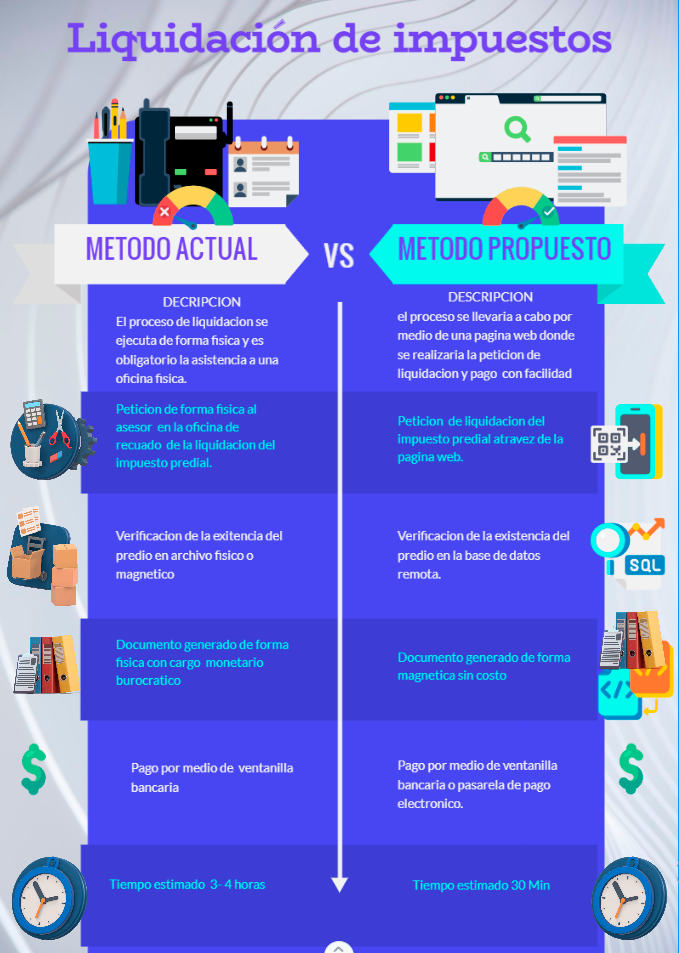 Liquidación de impuestos
METODO ACTUAL
VS
METODO PROPUESTO
DECRIPCION
El proceso de liquidacion se
ejecuta de forma fisica y es
obligatorio la asistencia a una
oficina fisica.
DESCRIPCION
el proceso se llevaria a cabo por
medio de una pagina web donde
se realizaria la peticion de
liquidacion y pago con facilidad
Peticion de forma fisica al
asesor en la oficina de
recuado de la liquidacion del
impuesto predial.
Peticion de liquidacion del
impuesto predial atravez de la
pagina web.
Verificacion de la exitencia del
predio en archivo fisico o
magnetico
Verificacion de la existencia del
predio en la base de datos
remota.
SQL
Documento generado de forma
fisica con cargo monetario
burocratico
Documento generado de forma
magnetica sin costo
</>
$
Pago por medio de ventanilla
bancaria
Pago por medio de ventanilla
bancaria o pasarela de pago
electronico.
$
Tiempo estimado 3- 4 horas
Tiempo estimado 30 Min